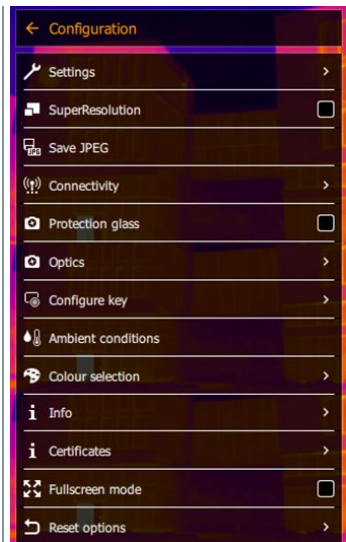 Configuration
Settings
SuperResolution
JPG
Save JPEG
Connectivity
Protection glass
Optics
Configure key
Ambient conditions
Colour selection
Info
Certificates
Fullscreen mode
Reset options